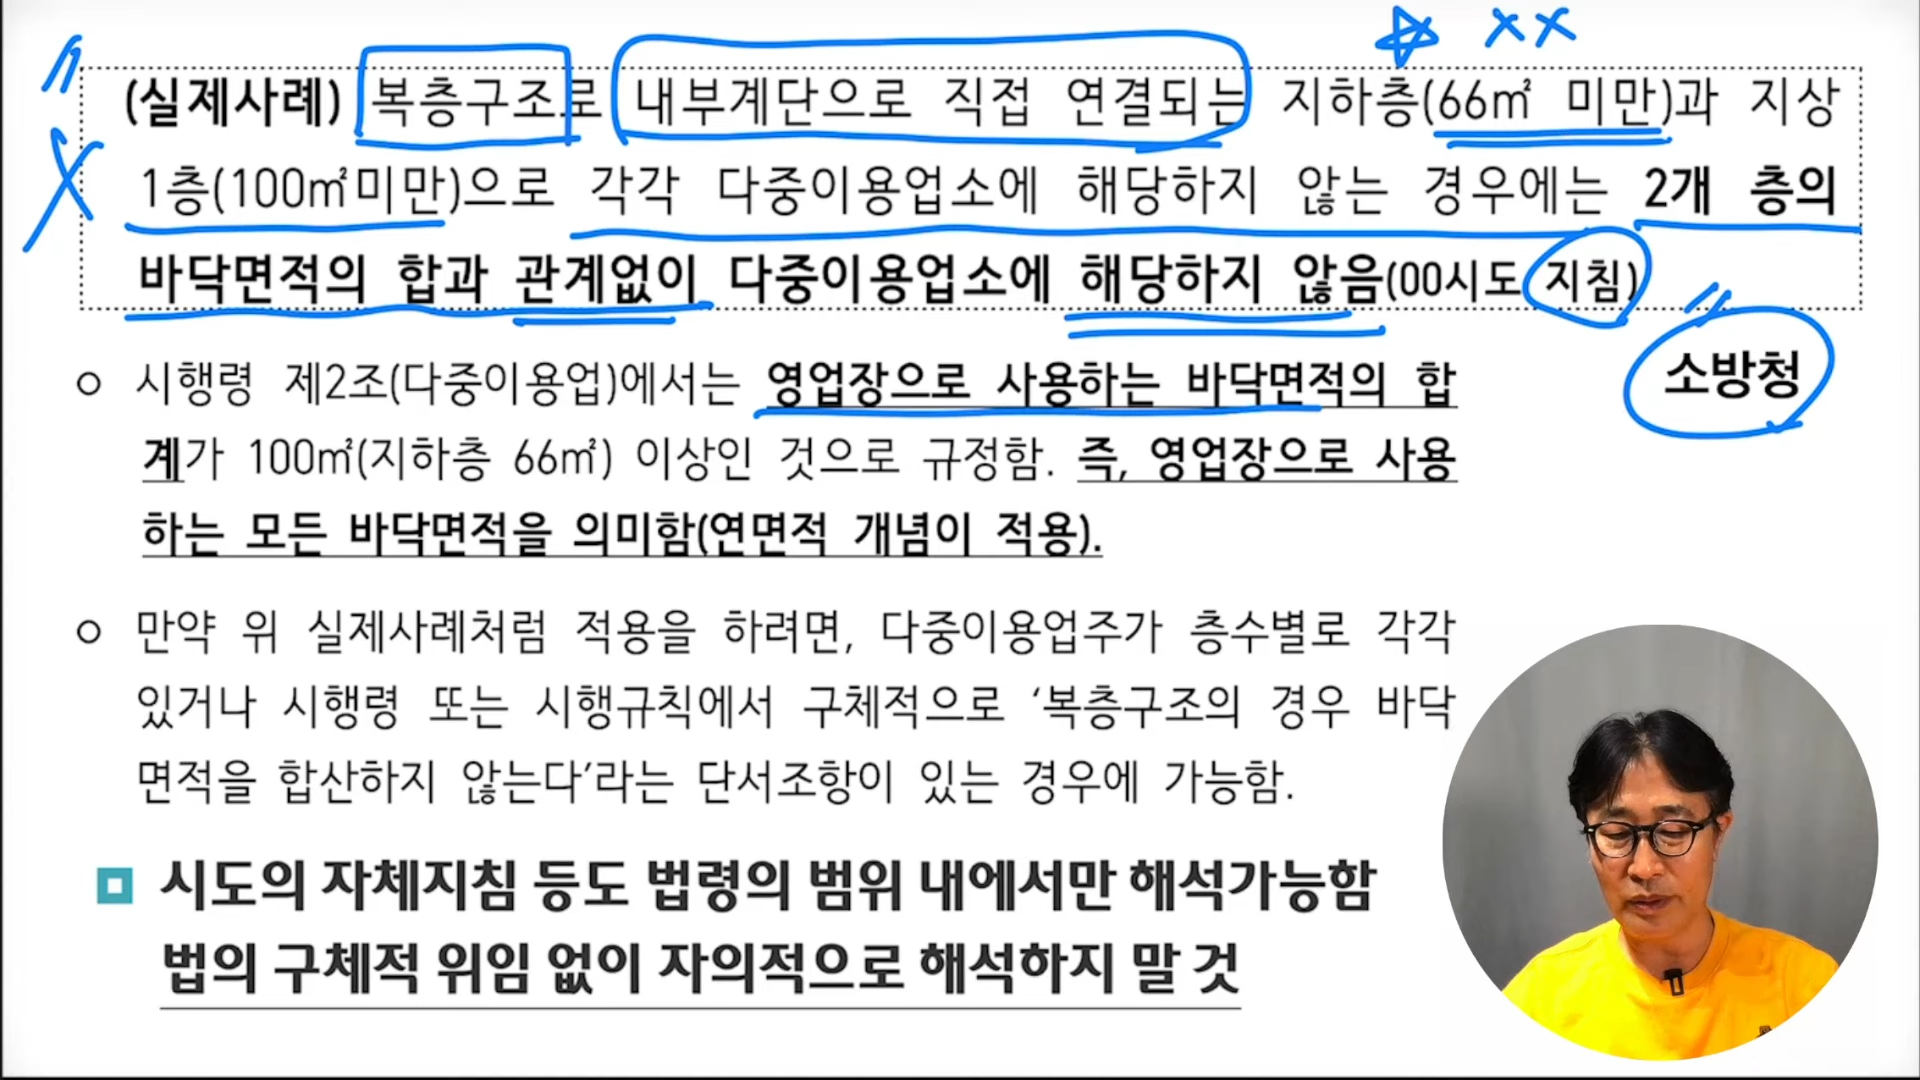 (실제사례) 복층구조로 내부계단으로 직접 연결되는 지하층(66㎡ 미만)과 지상
1층(100㎡미만)으로 각각 다중이용업소에 해당하지 않는 경우에는 2개 층의
바닥면적의 합과 관계없이 다중이용업소에 해당하지 않음(00시도 지침)
소방청
○ 시행령 제2조(다중이용업)에서는 영업장으로 사용하는 바닥면적의 합
계가 100㎡(지하층 66㎡) 이상인 것으로 규정함. 즉, 영업장으로 사용
하는 모든 바닥면적을 의미함(연면적 개념이 적용).
○ 만약 위 실제사례처럼 적용을 하려면, 다중이용업주가 층수별로 각각
있거나 시행령 또는 시행규칙에서 구체적으로 ‘복층구조의 경우 바닥
면적을 합산하지 않는다’라는 단서조항이 있는 경우에 가능함.
시도의 자체지침 등도 법령의 범위 내에서만 해석가능함
법의 구체적 위임 없이 자의적으로 해석하지 말 것